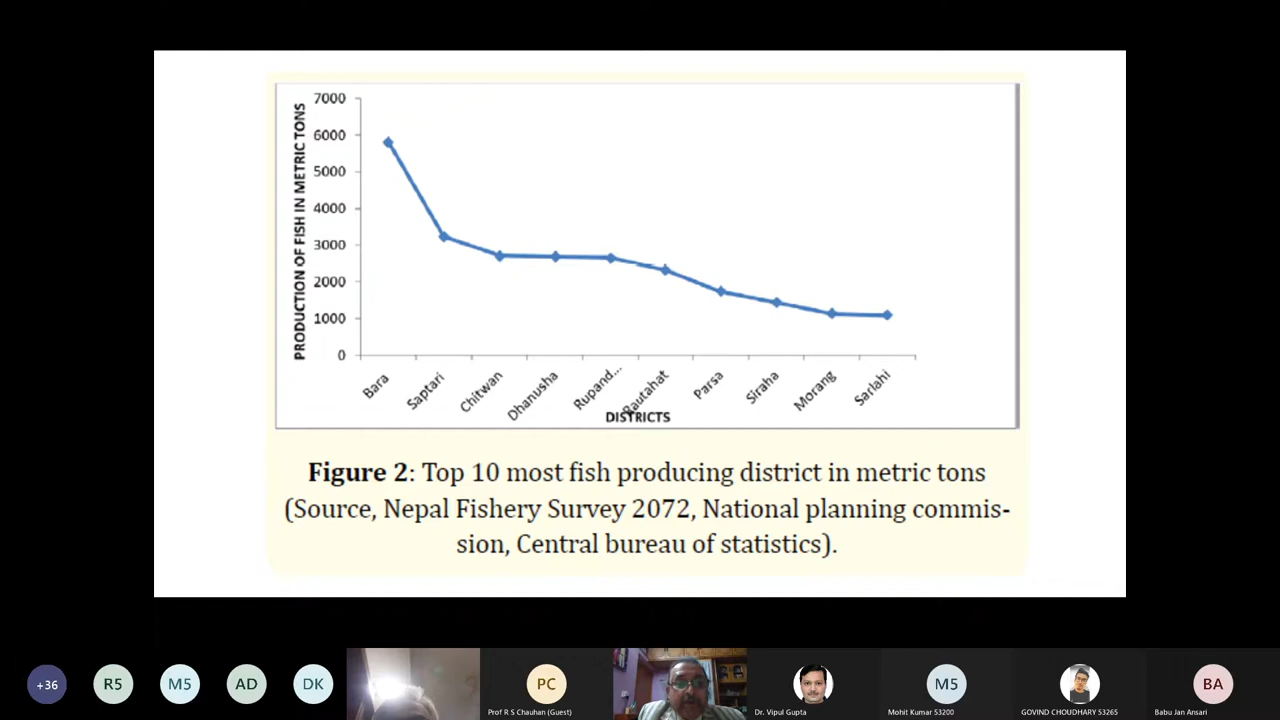 PRODUCTION OF FISH IN METRIC TONS
7000
6000
5000
4000
3000
2000
1000
0
Bara
Saptari
Chitwan
Dhanusha
Rupand...
Rautahat
Parsa
Siraha
Morang
Sarlahi
DISTRICTS
Figure 2: Top 10 most fish producing district in metric tons
(Source, Nepal Fishery Survey 2072, National planning commis-
sion, Central bureau of statistics).
+36
R5
M5
AD
DK
PC
Prof R S Chauhan (Guest)
Dr. Vipul Gupta
M5
Mohit Kumar 53200
GOVIND CHOUDHARY 53265
BA
Babu Jan Ansari